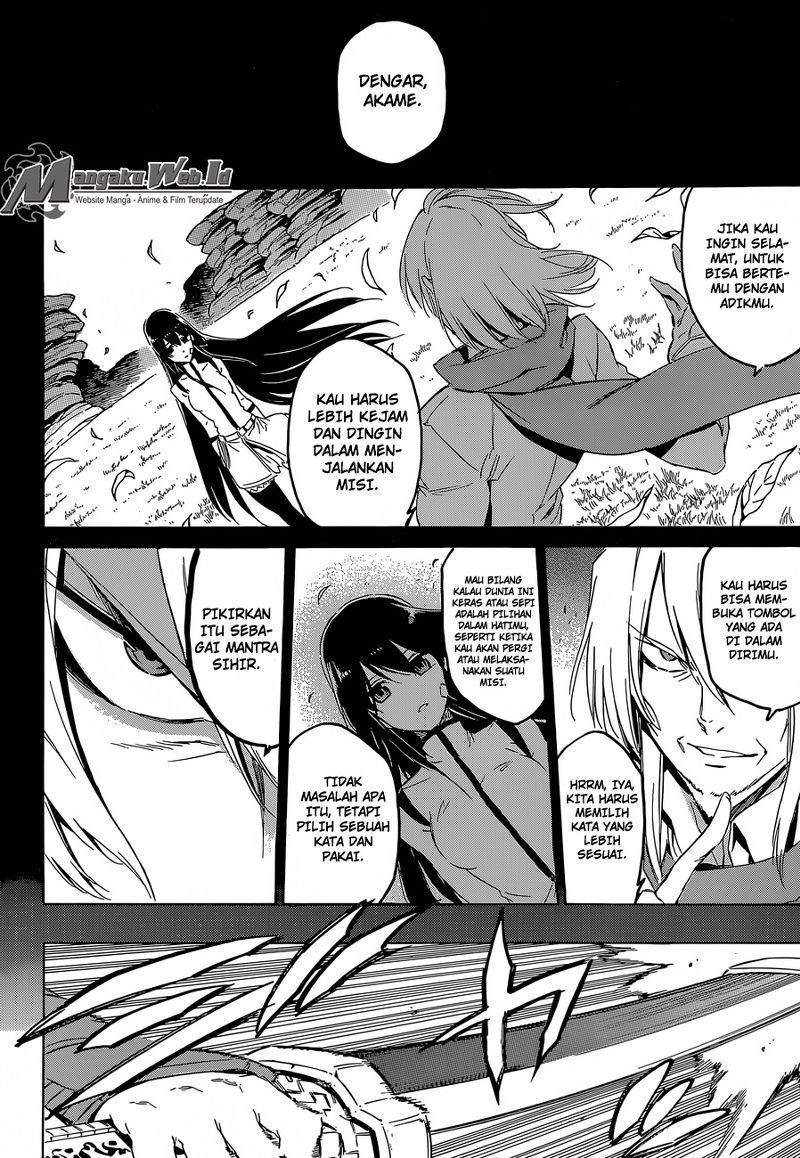 DENGAR,
AKAME.
Mangaku Web.Id
Website Manga - Anime & Film Terupdate
JIKA KAU
INGIN SELA-
MAT, UNTUK
BISA BERTE-
MU DENGAN
ADIKMU.
KAU HARUS
LEBIH KEJAM
DAN DINGIN
DALAM MEN-
JALANKAN
MISI.
KAU HARUS
BISA MEM-
BUKA TOMBOL
YANG ADA
DI DALAM
DIRIMU.
HRRM, IYA,
KITA HARUS
MEMILIH
KATA YANG
LEBIH
SESUAI.
MAU BILANG
KALAU DUNIA INI
KERAS ATAU SEPI
ADALAH PILIHAN
DALAM HATIMU,
SEPERTI KETIKA
KAU AKAN PERGI
ATAU MELAKSA-
NAKAN SUATU
MISI.
TIDAK
MASALAH APA
ITU, TETAPI
PILIH SEBUAH
KATA DAN
PAKAI.
PIKIRKAN
ITU SEBA-
GAI MANTRA
SIHIR.